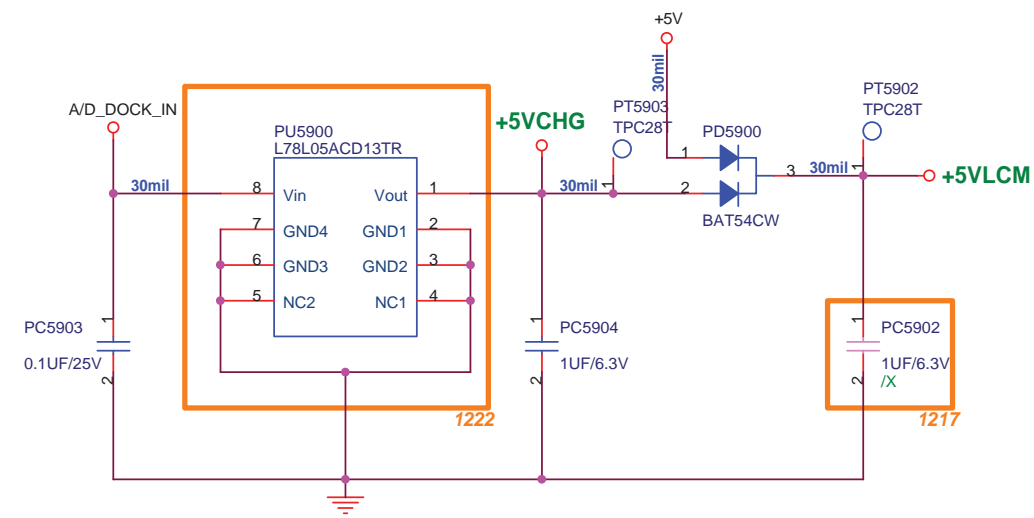 +5V
30mil
A/D_DOCK_IN
PU5900
L78L05ACD13TR
+5VCHG
PT5903
TPC28T
1
PD5900
PT5902
TPC28T
1
30mil
8
Vin
Vout
1
30mil
1
2
BAT54CW
3
30mil
+5VLCM
7
GND4
GND1
2
6
GND3
GND2
3
5
NC2
NC1
4
PC5903
1
0.1UF/25V
2
PC5904
1
1UF/6.3V
2
PC5902
1
1UF/6.3V
2
/X
1222
1217